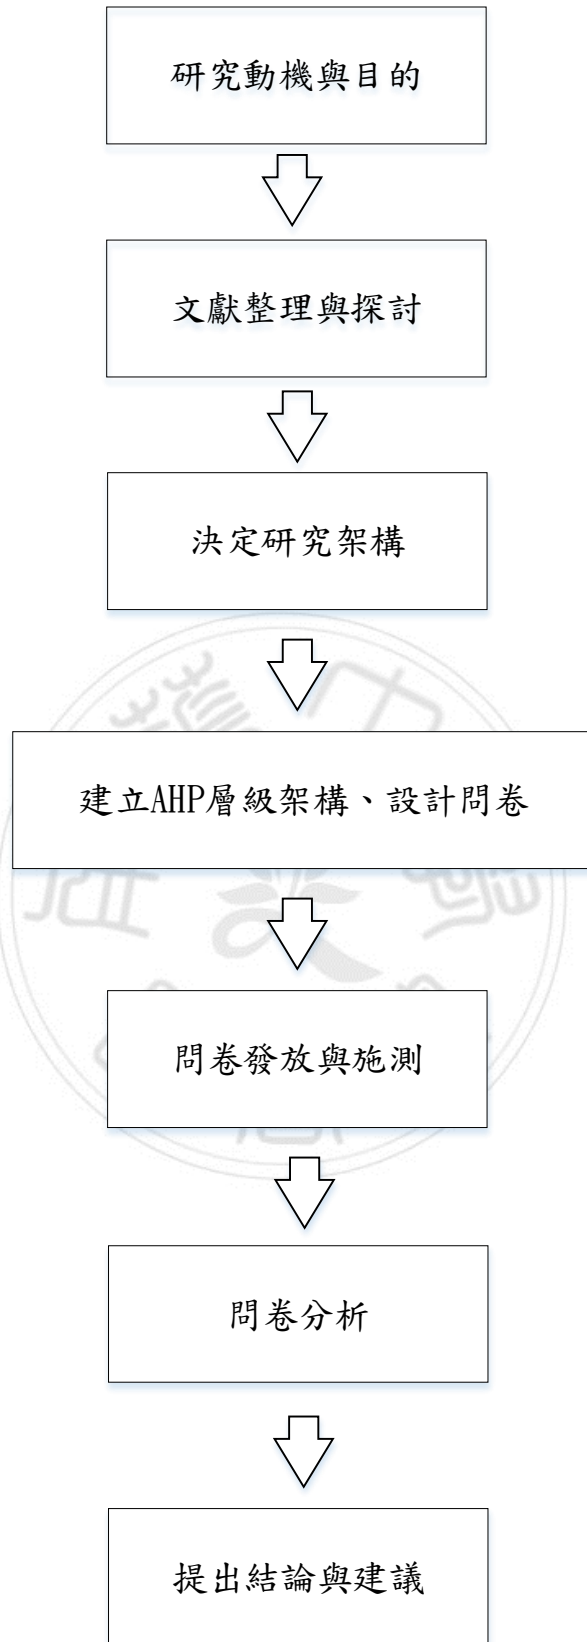 研究動機與目的
文獻整理與探討
決定研究架構
建立AHP層級架構、設計問卷
問卷發放與施測
問卷分析
提出結論與建議